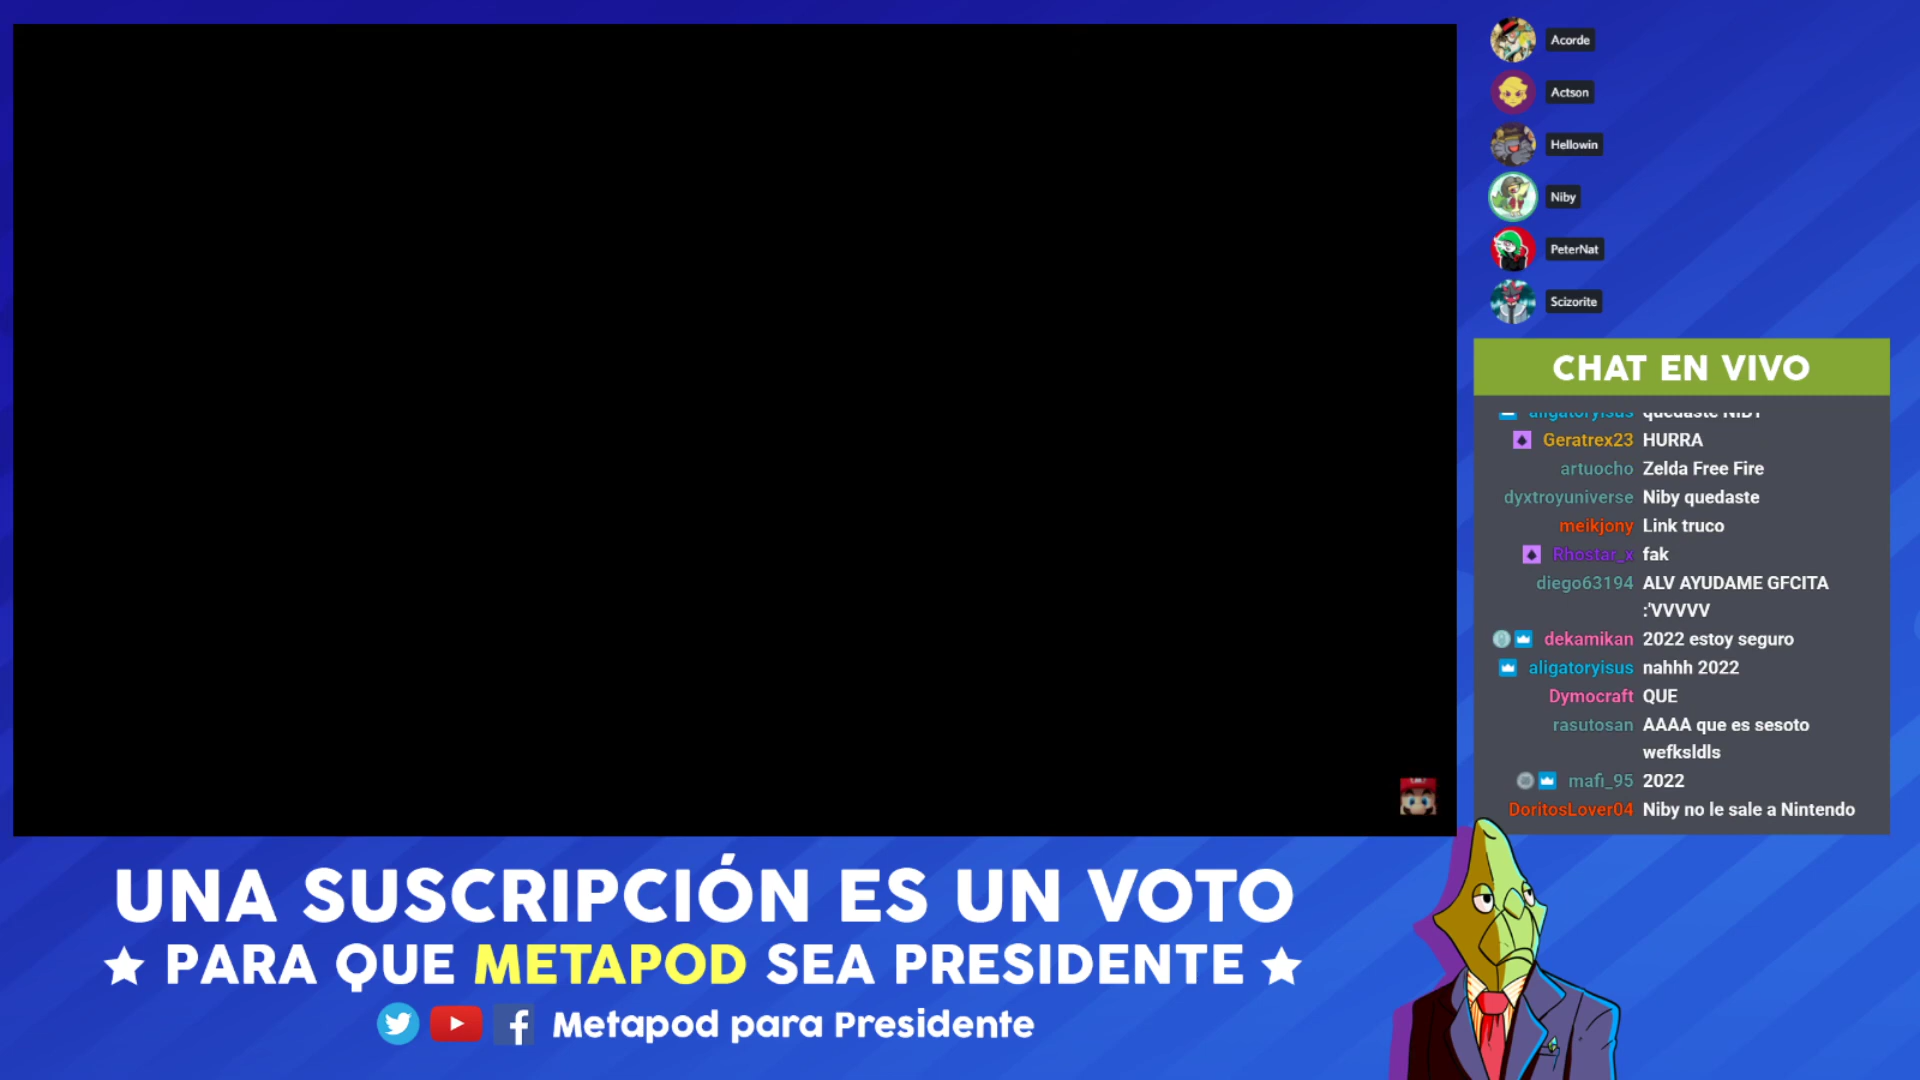 Acorde
Actson
Hellowin
Niby
PeterNat
Scizorite
CHAT EN VIVO
aligatoryisus quedaste NIBY
Geratrex23 HURRA
artuocho Zelda Free Fire
dyxtroyuniverse Niby quedaste
meikjony Link truco
Rhostar_x fak
diego63194 ALV AYUDAME GFCITA
:'VVVVV
dekamikan 2022 estoy seguro
aligatoryisus nahhh 2022
Dymocraft QUE
rasutosan AAAA que es sesoto
wefksldls
mafi_95 2022
DoritosLover04 Niby no le sale a Nintendo
UNA SUSCRIPCIÓN ES UN VOTO
★ PARA QUE METAPOD SEA PRESIDENTE ★
Metapod para Presidente